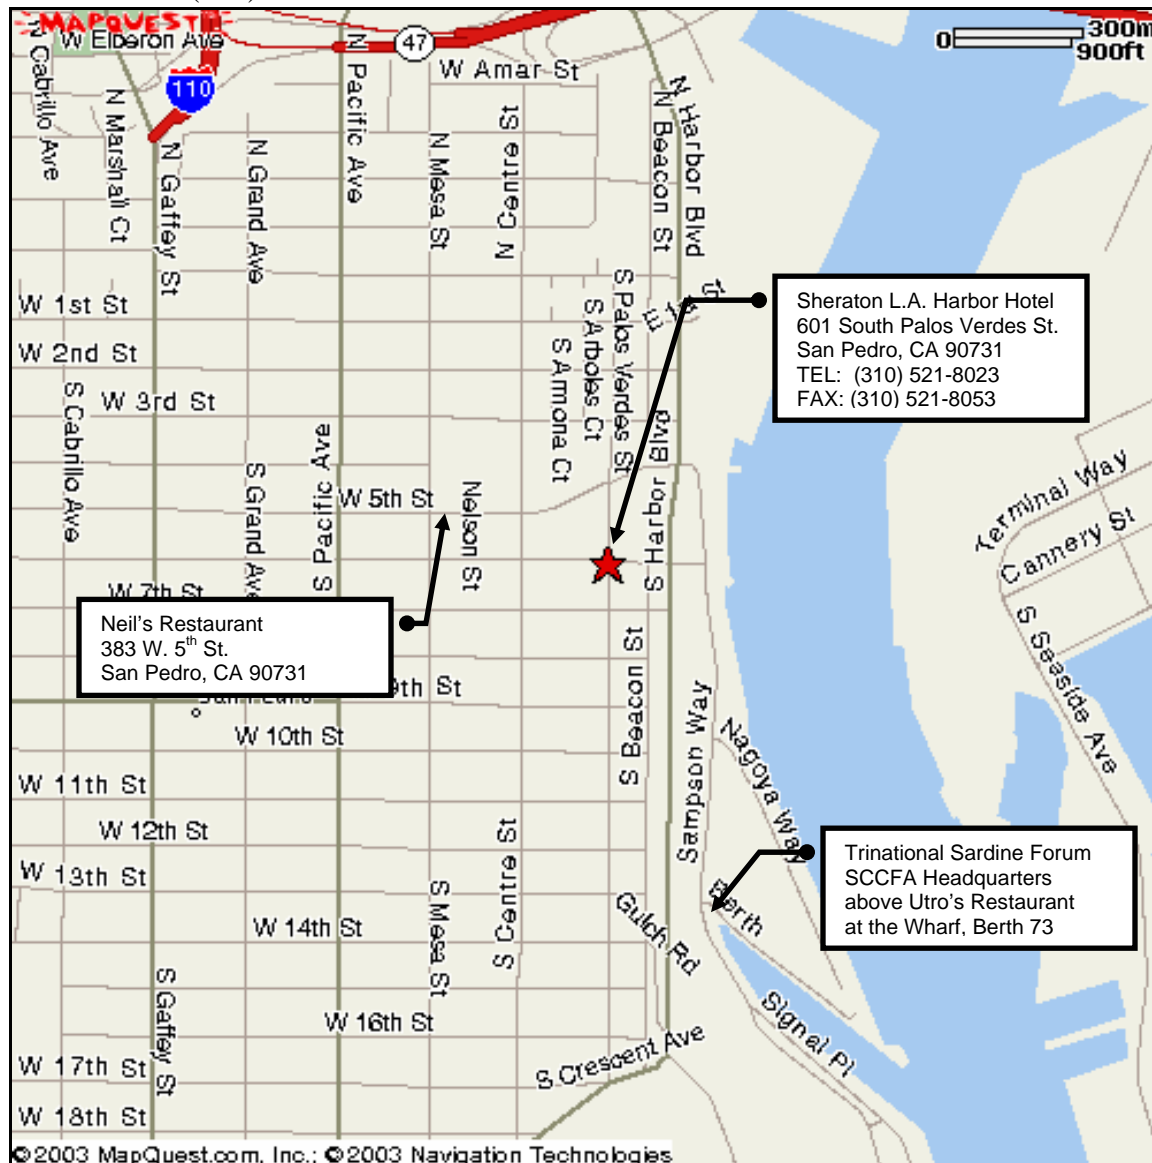 MAPQUEST
W Elberon Ave
47
0
300m
900ft
W Amar St
110
N Cabrillo Ave
N Marshall Ct
N Gaffey St
N Grand Ave
N Pacific Ave
N Mesa St
N Centre St
N Beacon St
N Harbor Blvd
W 1st St
E 1st St
W 2nd St
W 3rd St
S Cabrillo Ave
S Grand Ave
S Pacific Ave
W 5th St
Nelson St
S Armona Ct
S Arboles Ct
S Palos Verdes St
S Harbor Blvd
Sheraton L.A. Harbor Hotel
601 South Palos Verdes St.
San Pedro, CA 90731
TEL: (310) 521-8023
FAX: (310) 521-8053
Terminal Way
Cannery St
S Seaside Ave
W 7th St
Neil's Restaurant
383 W. 5th St.
San Pedro, CA 90731
9th St
W 10th St
S Beacon St
Sampson Way
Nagoya Way
W 11th St
W 12th St
W 13th St
S Centre St
S Mesa St
W 14th St
Gulch Rd
Berth
Trinational Sardine Forum
SCCFA Headquarters
above Utro's Restaurant
at the Wharf, Berth 73
S Gaffey St
W 16th St
Signal Pl
S Crescent Ave
W 17th St
W 18th St
©2003 MapQuest.com, Inc.; ©2003 Navigation Technologies